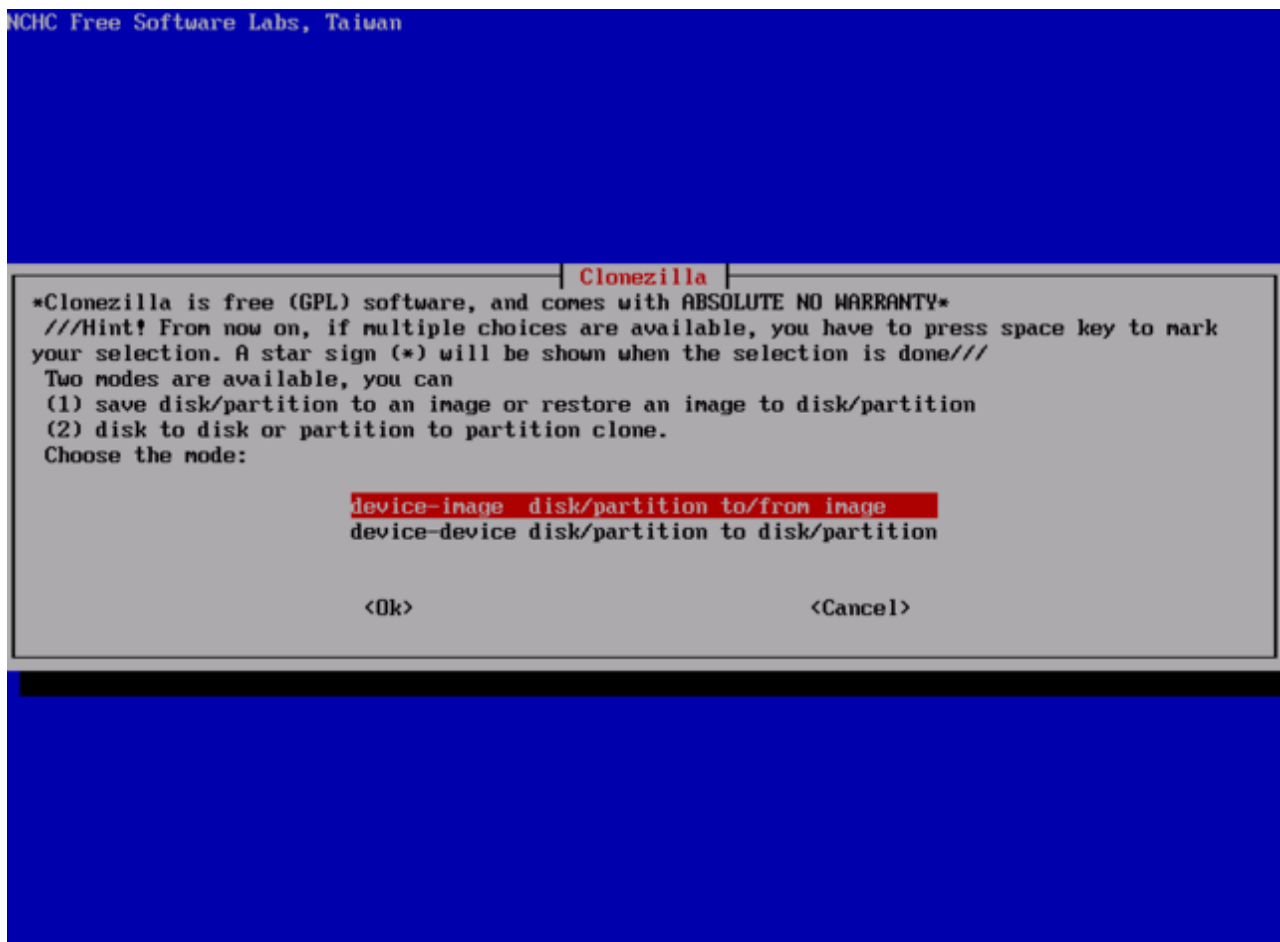 NCHC Free Software Labs, Taiwan
Clonezilla
*Clonezilla is free (GPL) software, and comes with ABSOLUTE NO WARRANTY*
///Hint! From now on, if multiple choices are available, you have to press space key to mark
your selection. A star sign (*) will be shown when the selection is done///
Two modes are available, you can
(1) save disk/partition to an image or restore an image to disk/partition
(2) disk to disk or partition to partition clone.
Choose the mode:
device-image disk/partition to/from image
device-device disk/partition to disk/partition
<Ok> <Cancel>